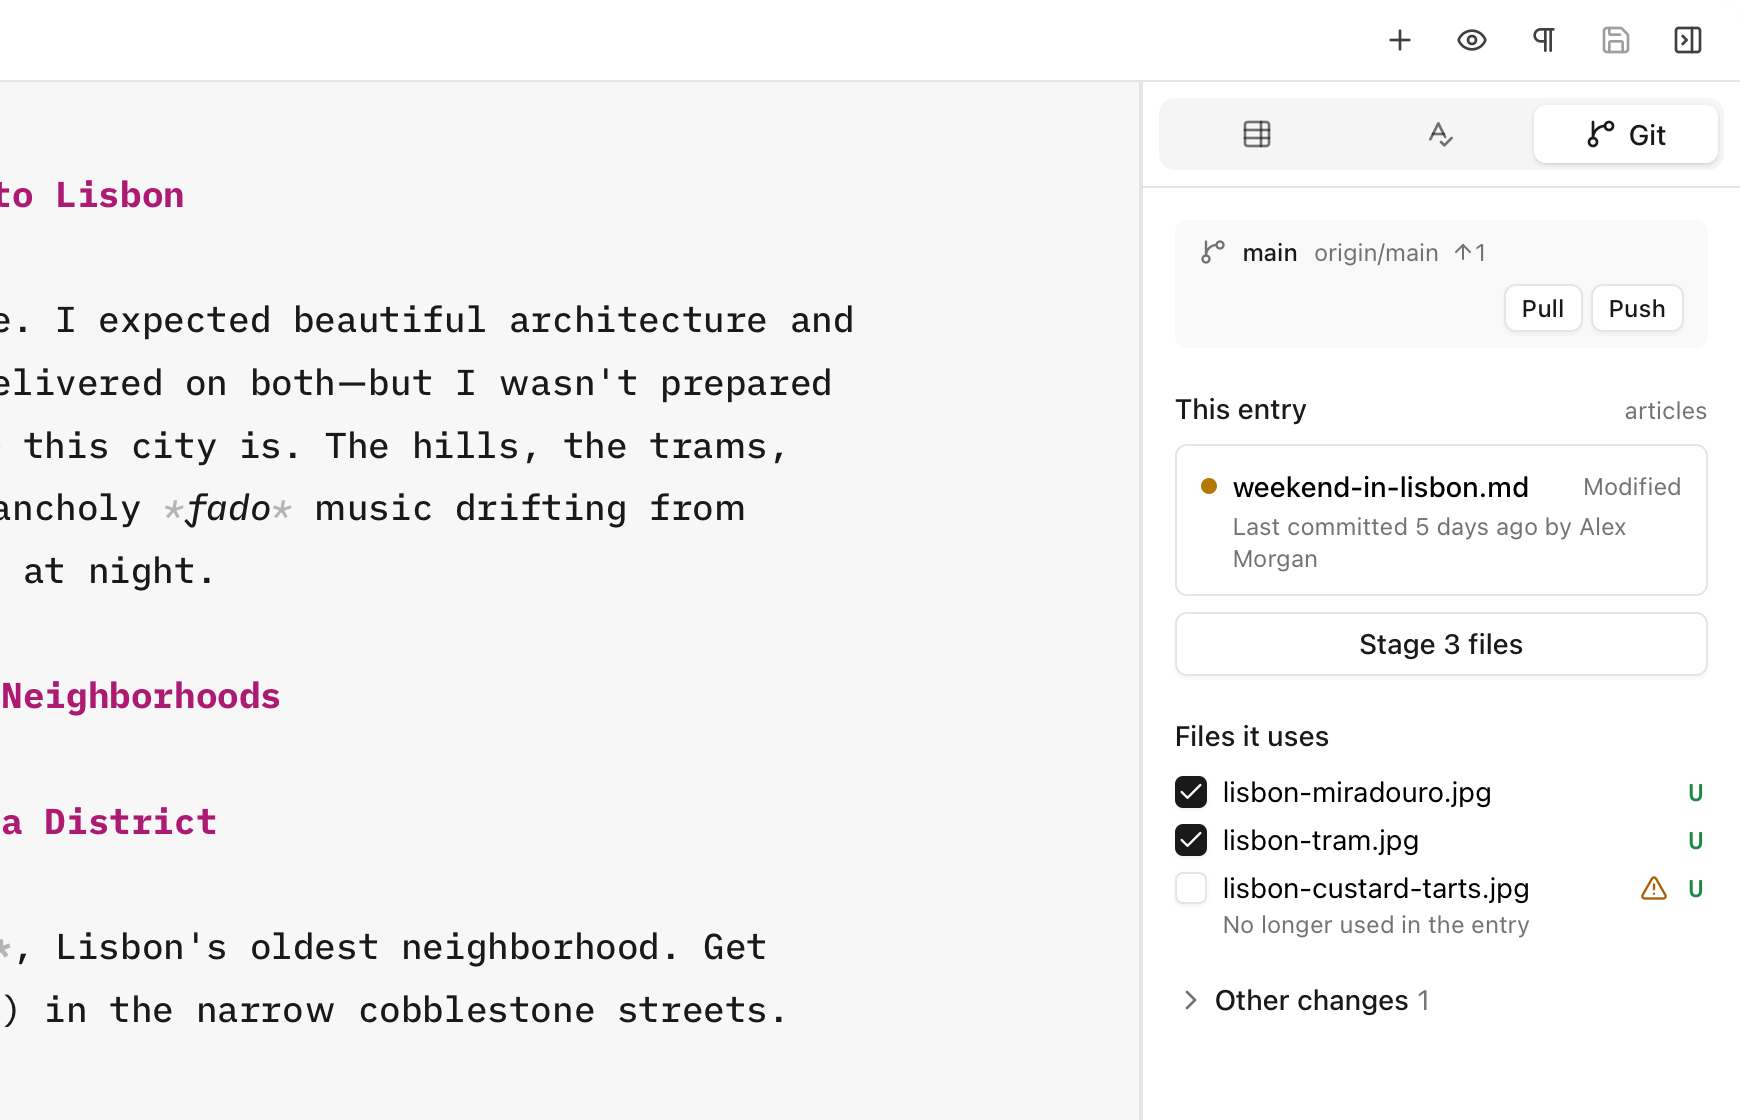 Git
to Lisbon
main origin/main ↑1
Pull Push
e. I expected beautiful architecture and
elivered on both—but I wasn't prepared
this city is. The hills, the trams,
ancholy *fado* music drifting from
at night.
This entry articles
weekend-in-lisbon.md Modified
Last committed 5 days ago by Alex
Morgan
Stage 3 files
Neighborhoods
Files it uses
lisbon-miradouro.jpg U
lisbon-tram.jpg U
lisbon-custard-tarts.jpg U
No longer used in the entry
a District
*, Lisbon's oldest neighborhood. Get
) in the narrow cobblestone streets.
Other changes 1